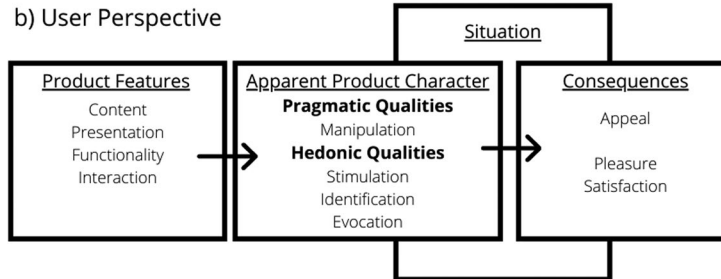 b) User Perspective
Situation
Product Features
Content
Presentation
Functionality
Interaction
Apparent Product Character
Pragmatic Qualities
Manipulation
Hedonic Qualities
Stimulation
Identification
Evocation
Consequences
Appeal
Pleasure
Satisfaction